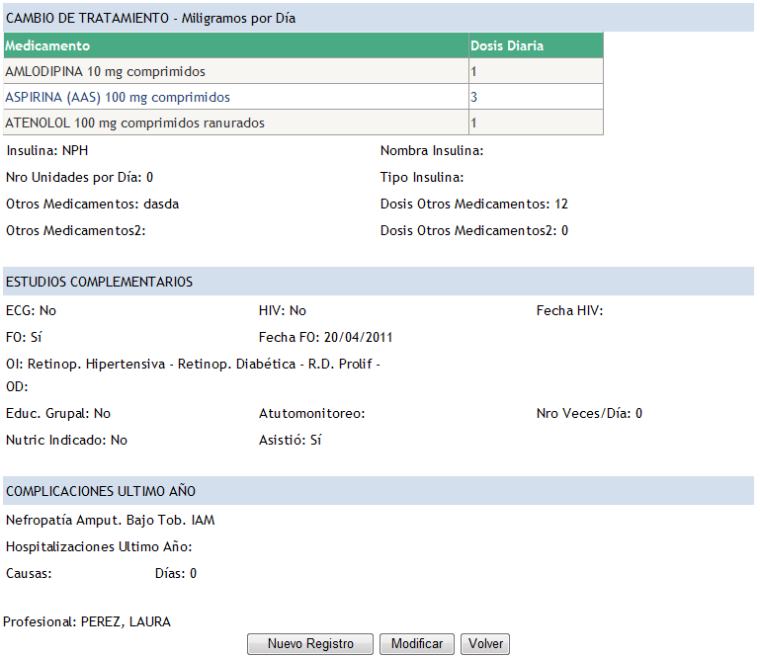 CAMBIO DE TRATAMIENTO - Miligramos por Día
Medicamento Dosis Diaria
AMLODIPINA 10 mg comprimidos 1
ASPIRINA (AAS) 100 mg comprimidos 3
ATENOLOL 100 mg comprimidos ranurados 1
Insulina: NPH Nombra Insulina:
Nro Unidades por Día: 0 Tipo Insulina:
Otros Medicamentos: dasda Dosis Otros Medicamentos: 12
Otros Medicamentos2: Dosis Otros Medicamentos2: 0
ESTUDIOS COMPLEMENTARIOS
ECG: No HIV: No Fecha HIV:
FO: Sí Fecha FO: 20/04/2011
OI: Retinop. Hipertensiva - Retinop. Diabética - R.D. Prolif -
OD:
Educ. Grupal: No Atutomonitoreo: Nro Veces/Día: 0
Nutric Indicado: No Asistió: Sí
COMPLICACIONES ULTIMO AÑO
Nefropatía Amput. Bajo Tob. IAM
Hospitalizaciones Ultimo Año:
Causas: Días: 0
Profesional: PEREZ, LAURA
Nuevo Registro Modificar Volver